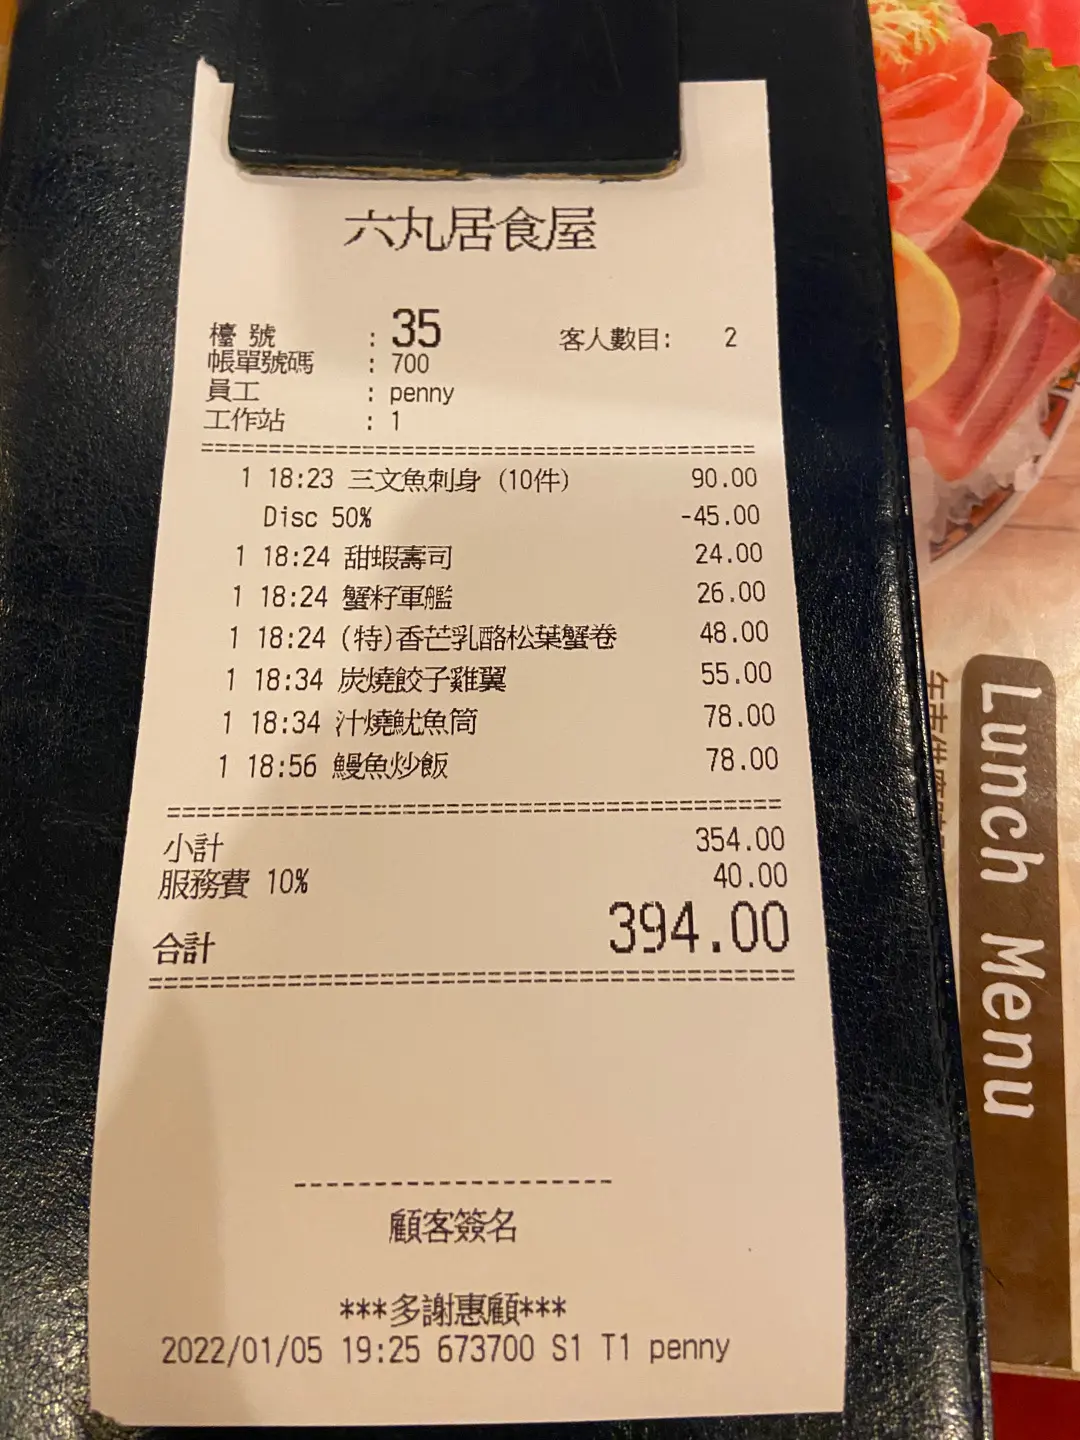 六丸居食屋
檯 號 : 35 客人數目: 2
帳單號碼 : 700
員工 : penny
工作站 : 1
1 18:23 三文魚刺身 (10件) 90.00
Disc 50% -45.00
1 18:24 甜蝦壽司 24.00
1 18:24 蟹籽軍艦 26.00
1 18:24 (特)香芒乳酪松葉蟹卷 48.00
1 18:34 炭燒餃子雞翼 55.00
1 18:34 汁燒魷魚筒 78.00
1 18:56 鰻魚炒飯 78.00
小計 354.00
服務費 10% 40.00
合計 394.00
顧客簽名
***多謝惠顧***
2022/01/05 19:25 673700 S1 T1 penny
Lunch Menu